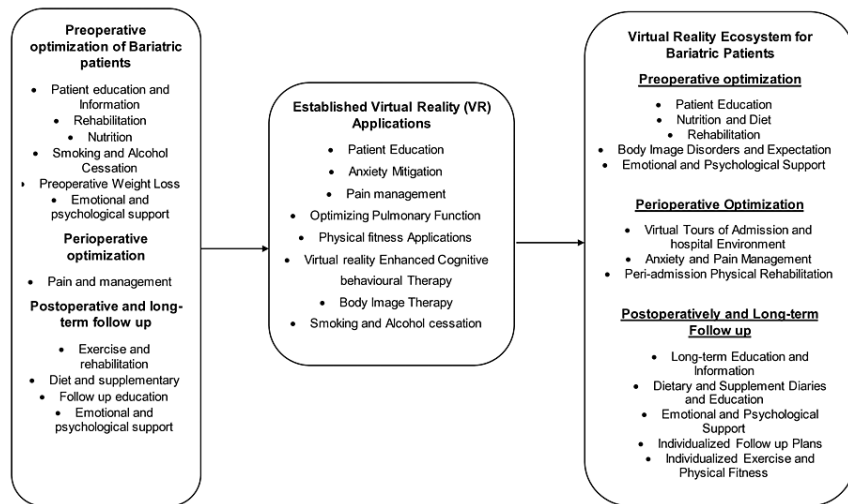 Preoperative
optimization of Bariatric
patients
• Patient education and
Information
• Rehabilitation
• Nutrition
• Smoking and Alcohol
Cessation
• Preoperative Weight Loss
• Emotional and
psychological support
Perioperative
optimization
• Pain and management
Postoperative and long-
term follow up
• Exercise and
rehabilitation
• Diet and supplementary
• Follow up education
• Emotional and
psychological support
Established Virtual Reality (VR)
Applications
• Patient Education
• Anxiety Mitigation
• Pain management
• Optimizing Pulmonary Function
• Physical fitness Applications
• Virtual reality Enhanced Cognitive
behavioural Therapy
• Body Image Therapy
• Smoking and Alcohol cessation
Virtual Reality Ecosystem for
Bariatric Patients
Preoperative optimization
• Patient Education
• Nutrition and Diet
• Rehabilitation
• Body Image Disorders and Expectation
• Emotional and Psychological Support
Perioperative Optimization
• Virtual Tours of Admission and
hospital Environment
• Anxiety and Pain Management
• Peri-admission Physical Rehabilitation
Postoperatively and Long-term
Follow up
• Long-term Education and
Information
• Dietary and Supplement Diaries
and Education
• Emotional and Psychological
Support
• Individualized Follow up Plans
• Individualized Exercise and
Physical Fitness